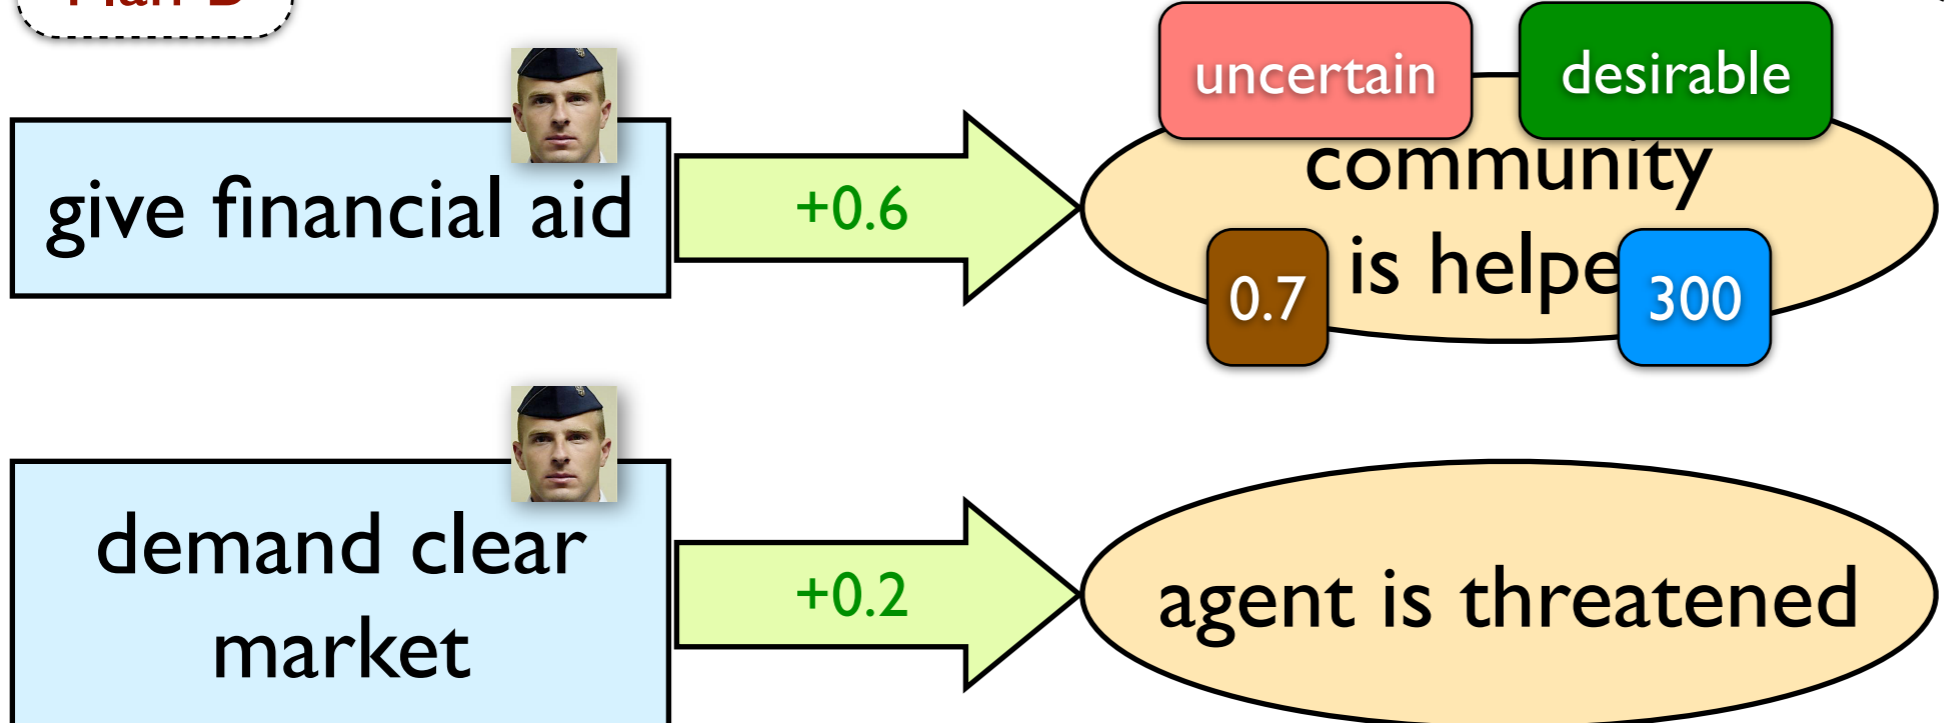 Plan B
uncertain
desirable
give financial aid
+0.6
community
is helpe
0.7
300
demand clear
market
+0.2
agent is threatened